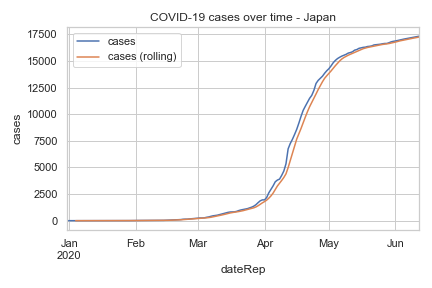 COVID-19 cases over time - Japan
cases
cases (rolling)
17500
15000
12500
10000
7500
5000
2500
0
cases
Jan Feb Mar Apr May Jun
2020
dateRep